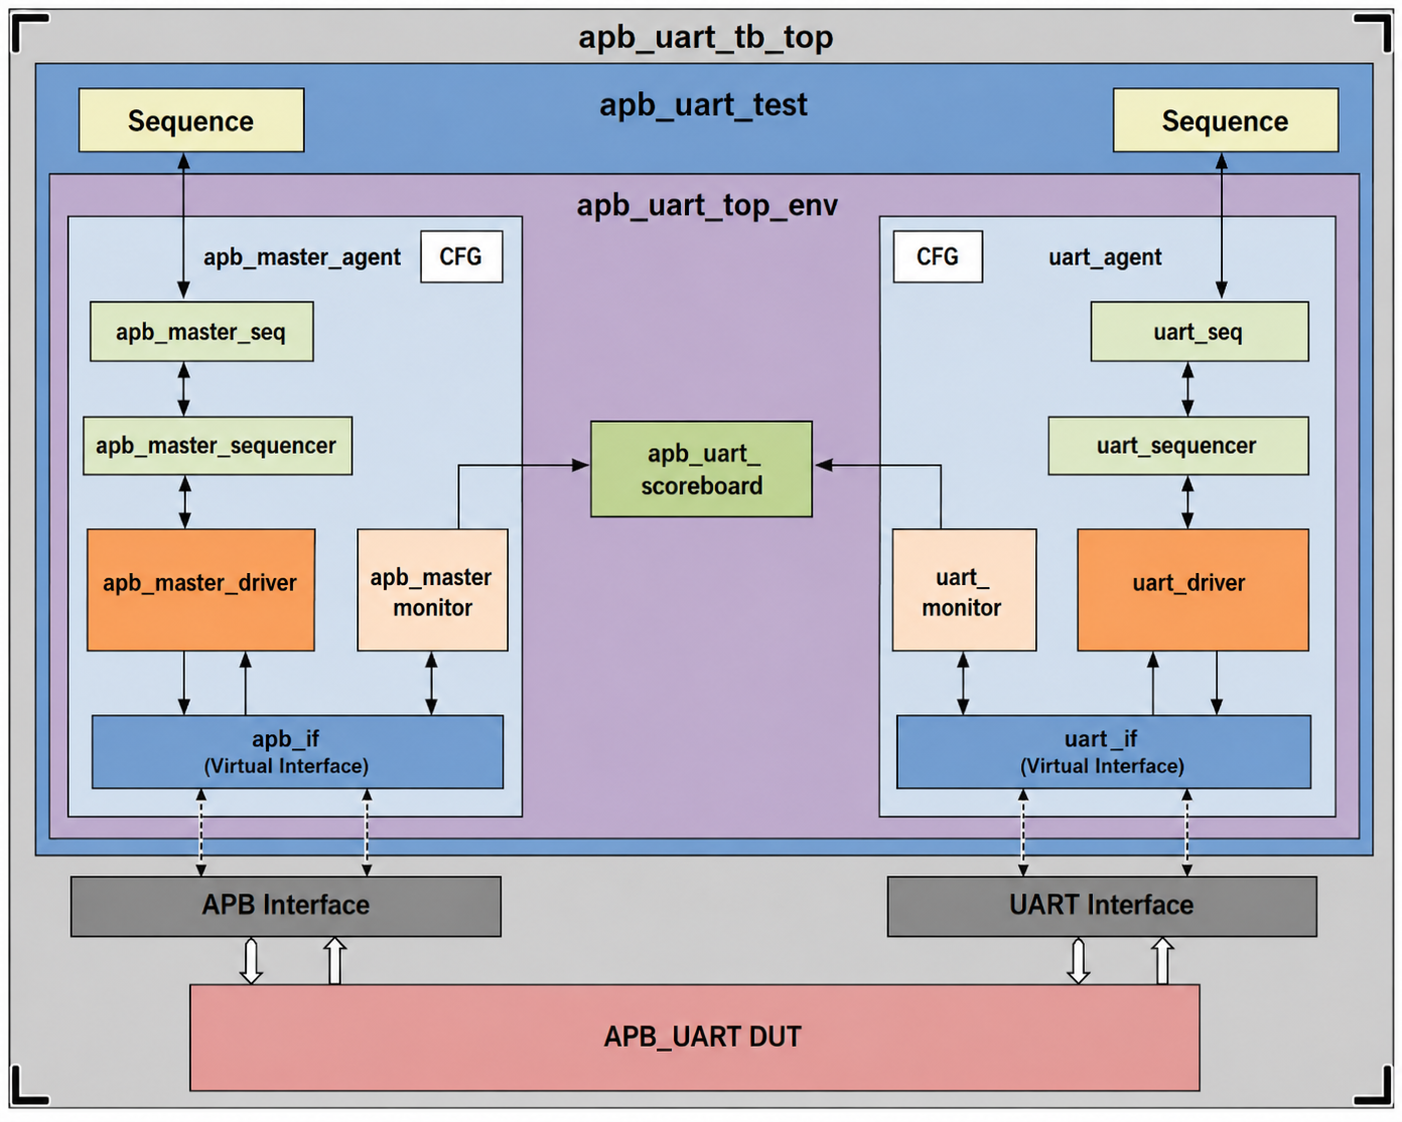 apb_uart_tb_top
apb_uart_test
Sequence
Sequence
apb_uart_top_env
apb_master_agent
CFG
CFG
uart_agent
apb_master_seq
uart_seq
apb_master_sequencer
uart_sequencer
apb_uart_
scoreboard
apb_master_driver
apb_master
monitor
uart_
monitor
uart_driver
apb_if
(Virtual Interface)
uart_if
(Virtual Interface)
APB Interface
UART Interface
APB_UART DUT